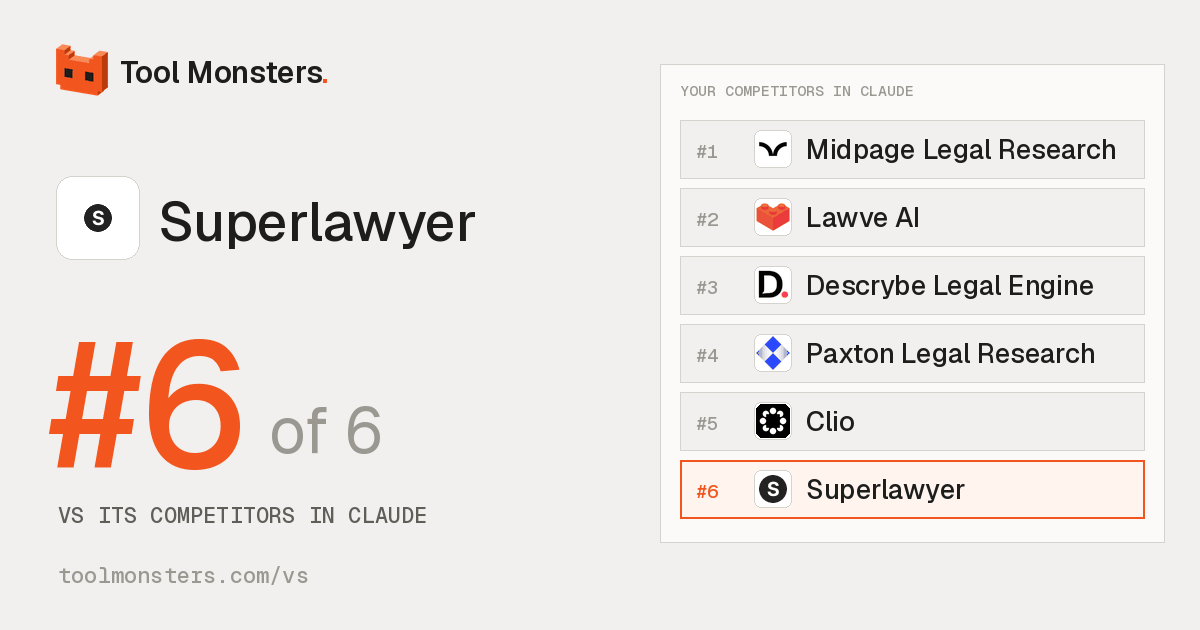 Tool Monsters.
S
Superlawyer
#6 of 6
VS ITS COMPETITORS IN CLAUDE
toolmonsters.com/vs
YOUR COMPETITORS IN CLAUDE
#1 Midpage Legal Research
#2 Lawve AI
#3 D. Descrybe Legal Engine
#4 Paxton Legal Research
#5 Clio
#6 S Superlawyer